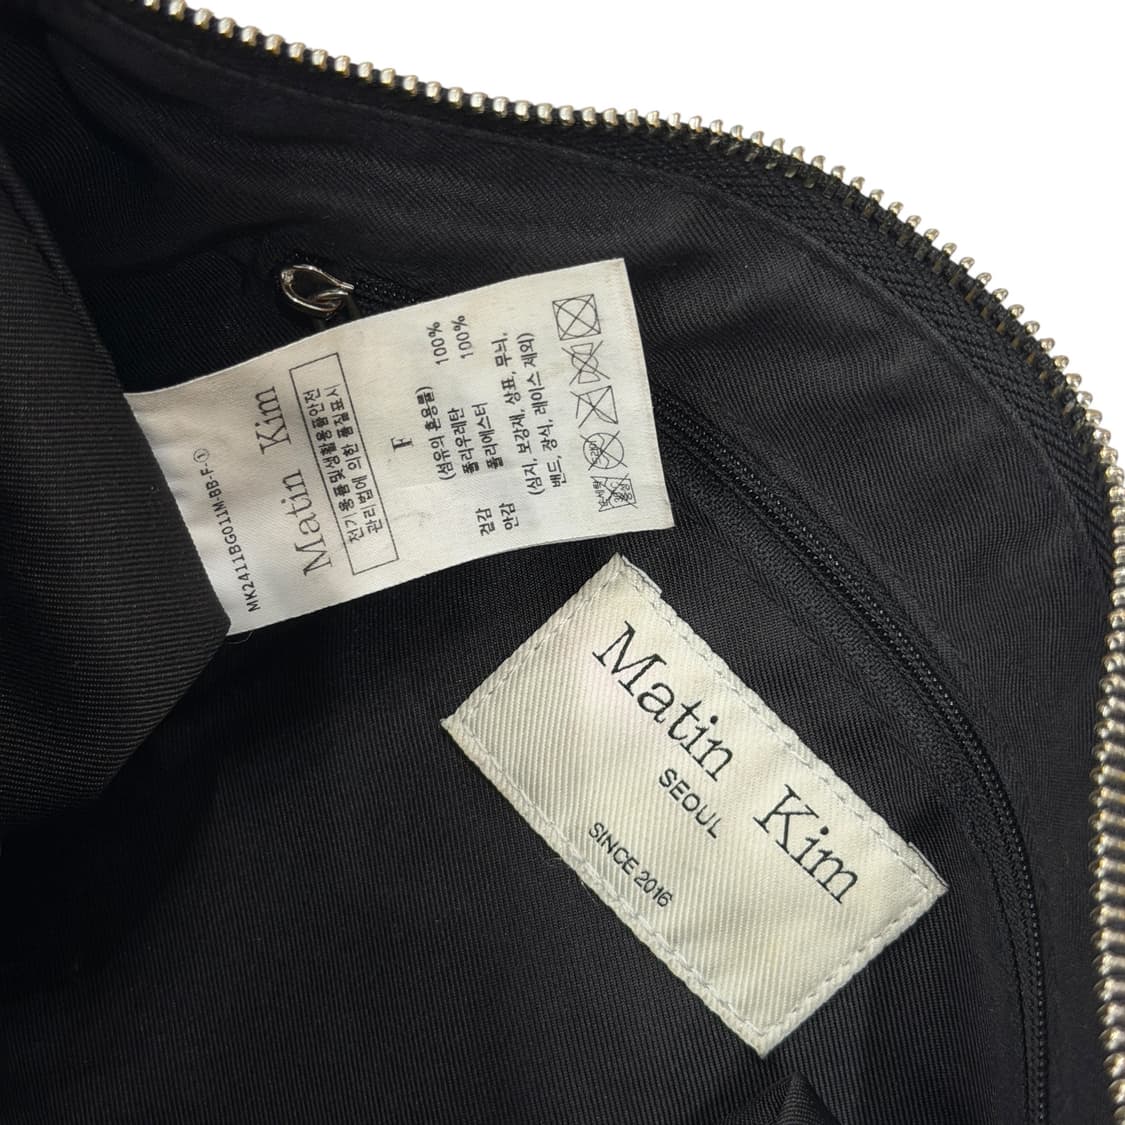 MK2411BG011M-BB-F-①
Matin Kim
전기용품및생활용품안전
관리법에 의한 품질표시
F
(섬유의 혼용률)
겉감 폴리우레탄 100%
안감 폴리에스터 100%
(심지, 보강재, 상표, 무늬,
밴드, 장식, 레이스 제외)
Matin Kim
SEOUL
SINCE 2016